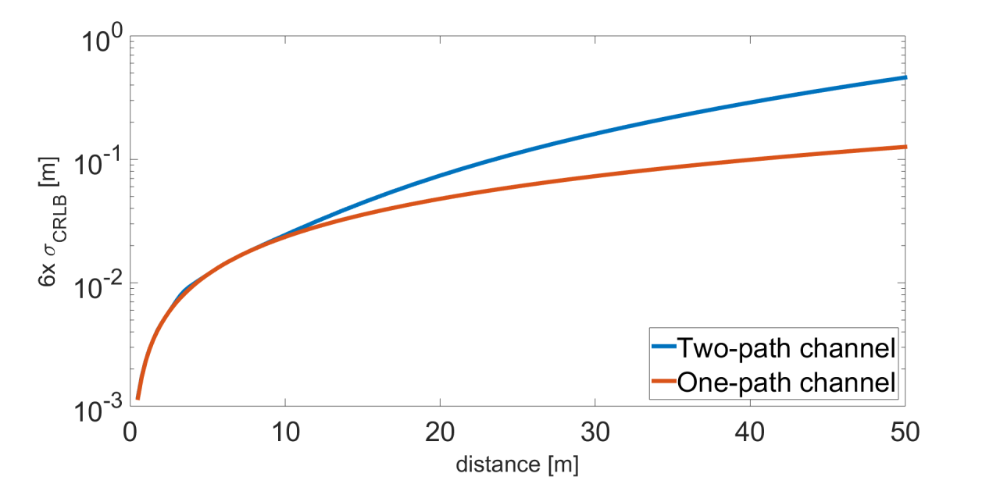 10^0
10^-1
10^-2
10^-3
6x σ_CRLB [m]
0 10 20 30 40 50
distance [m]
Two-path channel
One-path channel